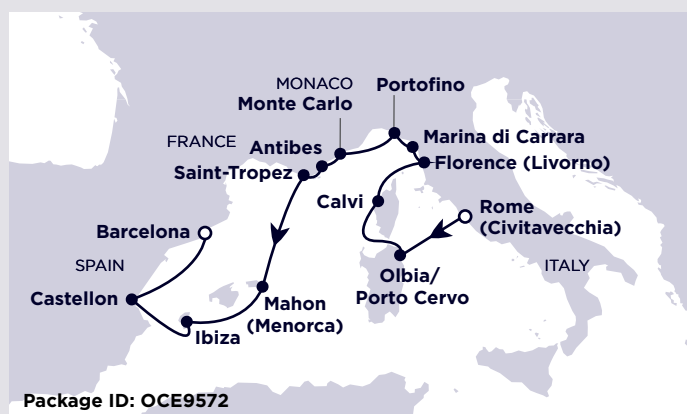 MONACO
Monte Carlo
Portofino
FRANCE
Antibes
Saint-Tropez
Marina di Carrara
Florence (Livorno)
Calvi
Rome
(Civitavecchia)
Barcelona
SPAIN
Castellon
Olbia/
Porto Cervo
ITALY
Mahon
(Menorca)
Ibiza
Package ID: OCE9572